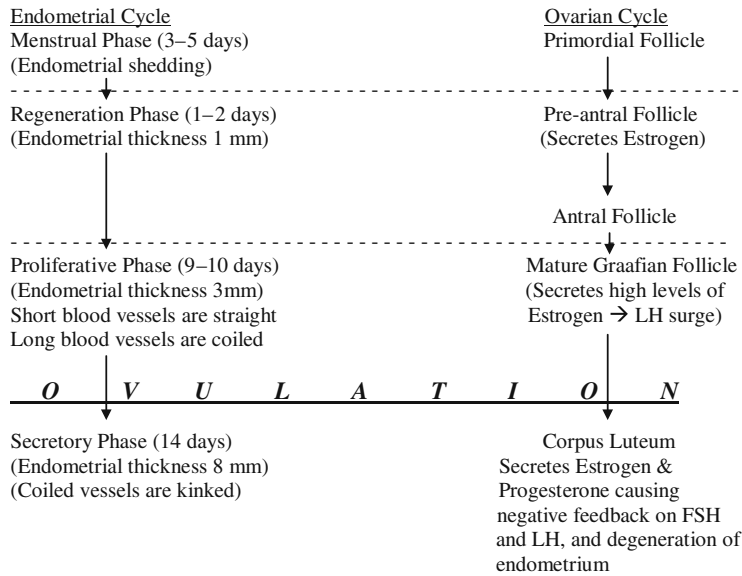 Endometrial Cycle
Menstrual Phase (3–5 days)
(Endometrial shedding)
Regeneration Phase (1–2 days)
(Endometrial thickness 1 mm)
Proliferative Phase (9–10 days)
(Endometrial thickness 3mm)
Short blood vessels are straight
Long blood vessels are coiled
Ovarian Cycle
Primordial Follicle
Pre-antral Follicle
(Secretes Estrogen)
Antral Follicle
Mature Graafian Follicle
(Secretes high levels of
Estrogen → LH surge)
O V U L A T I O N
Secretory Phase (14 days)
(Endometrial thickness 8 mm)
(Coiled vessels are kinked)
Corpus Luteum
Secretes Estrogen &
Progesterone causing
negative feedback on FSH
and LH, and degeneration of
endometrium